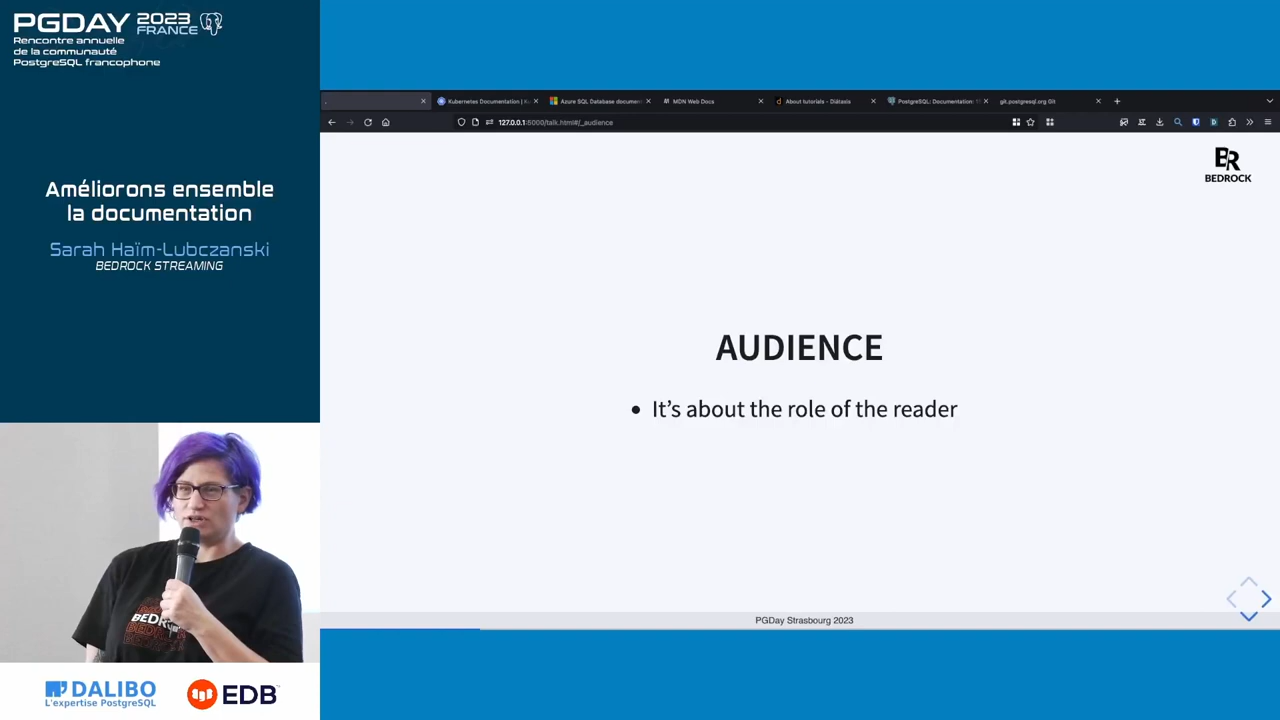 PGDAY 2023 FRANCE
Rencontre annuelle
de la communauté
PostgreSQL francophone
Améliorons ensemble
la documentation
Sarah Haïm-Lubczanski
BEDROCK STREAMING
Kubernetes Documentation | K
Azure SQL Database document
MDN Web Docs
About tutorials - Diátaxis
PostgreSQL: Documentation:
git.postgresql.org Git
127.0.0.1:8000/talk.html#/_audience
BR
BEDROCK
AUDIENCE
• It’s about the role of the reader
PGDay Strasbourg 2023
DALIBO
L'expertise PostgreSQL
EDB